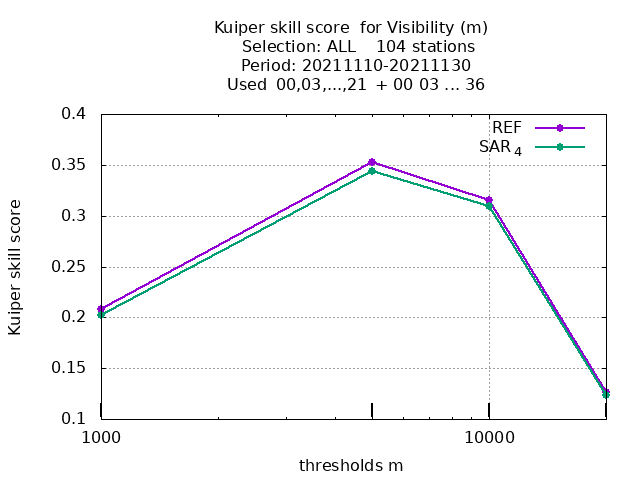 Kuiper skill score  for Visibility (m)
Selection: ALL    104 stations
Period: 20211110-20211130
Used  00,03,...,21  + 00 03 ... 36
REF
SAR 4
0.4
0.35
0.3
0.25
0.2
0.15
0.1
Kuiper skill score
1000
10000
thresholds m